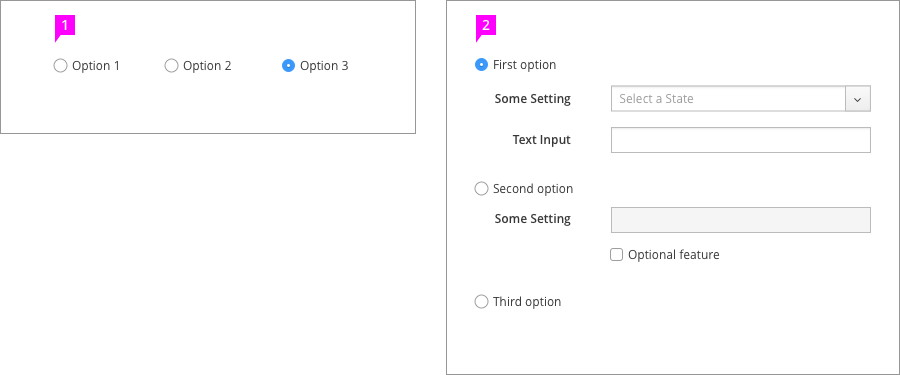 1
Option 1 Option 2 Option 3
2
First option
Some Setting Select a State
Text Input
Second option
Some Setting
Optional feature
Third option